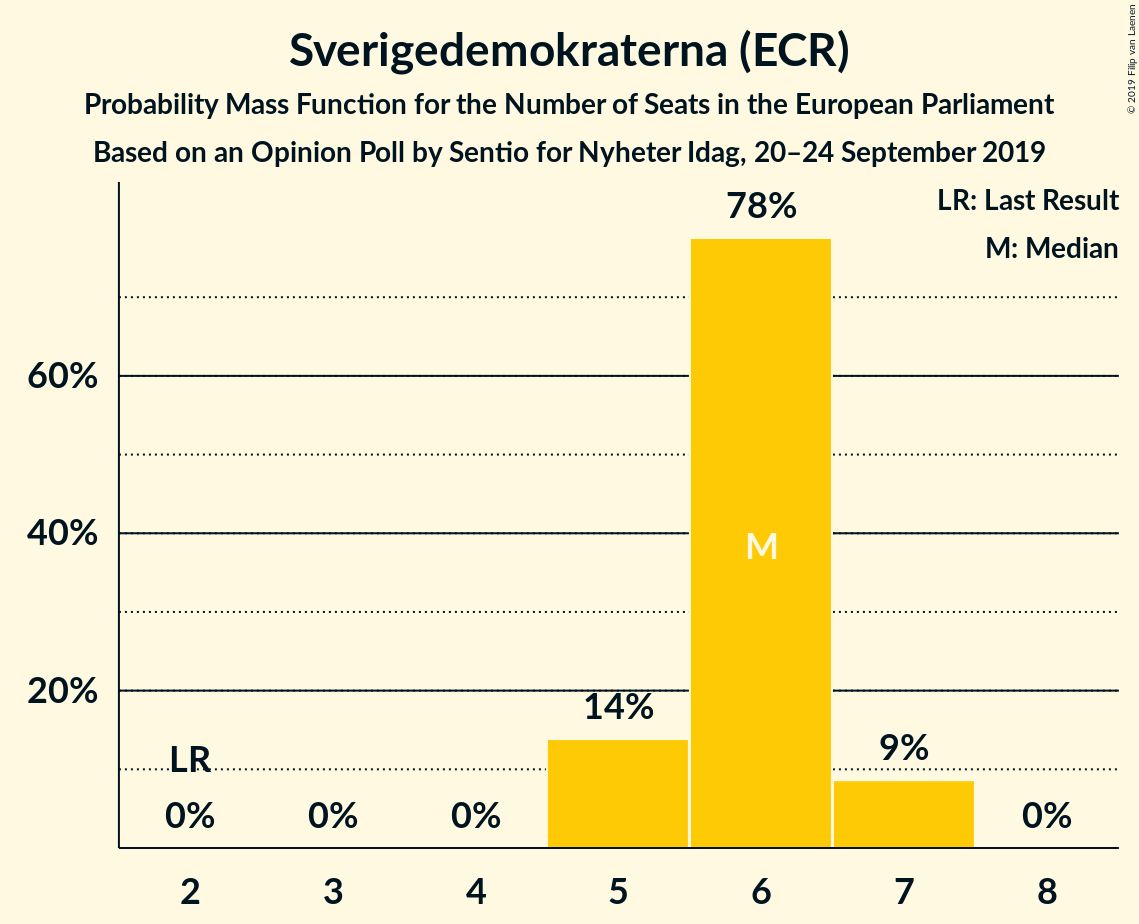 Sverigedemokraterna (ECR)
Probability Mass Function for the Number of Seats in the European Parliament
Based on an Opinion Poll by Sentio for Nyheter Idag, 20–24 September 2019
© 2019 Filip van Laenen
LR: Last Result
M: Median
78%
60%
40%
M
20%
14%
9%
LR
0%
0%
0%
0%
2
3
4
5
6
7
8